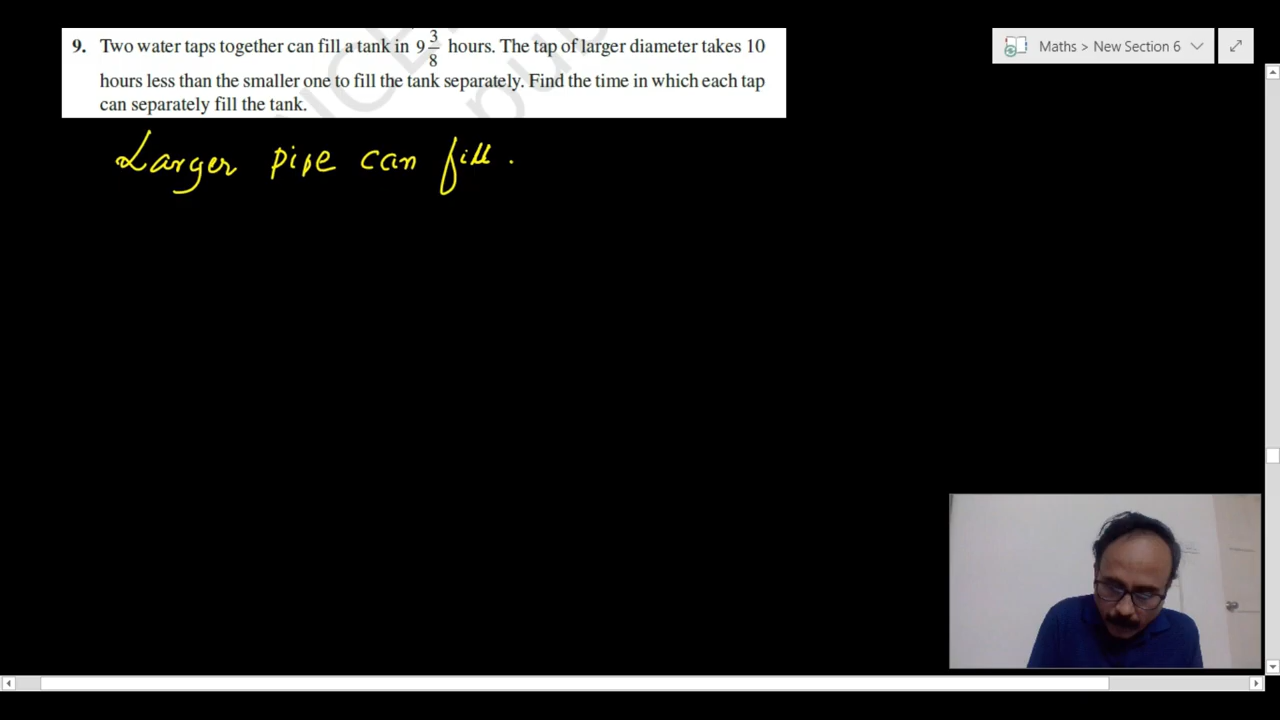 9. Two water taps together can fill a tank in 9 3/8 hours. The tap of larger diameter takes 10
hours less than the smaller one to fill the tank separately. Find the time in which each tap
can separately fill the tank.
Maths > New Section 6
Larger pipe can fill .